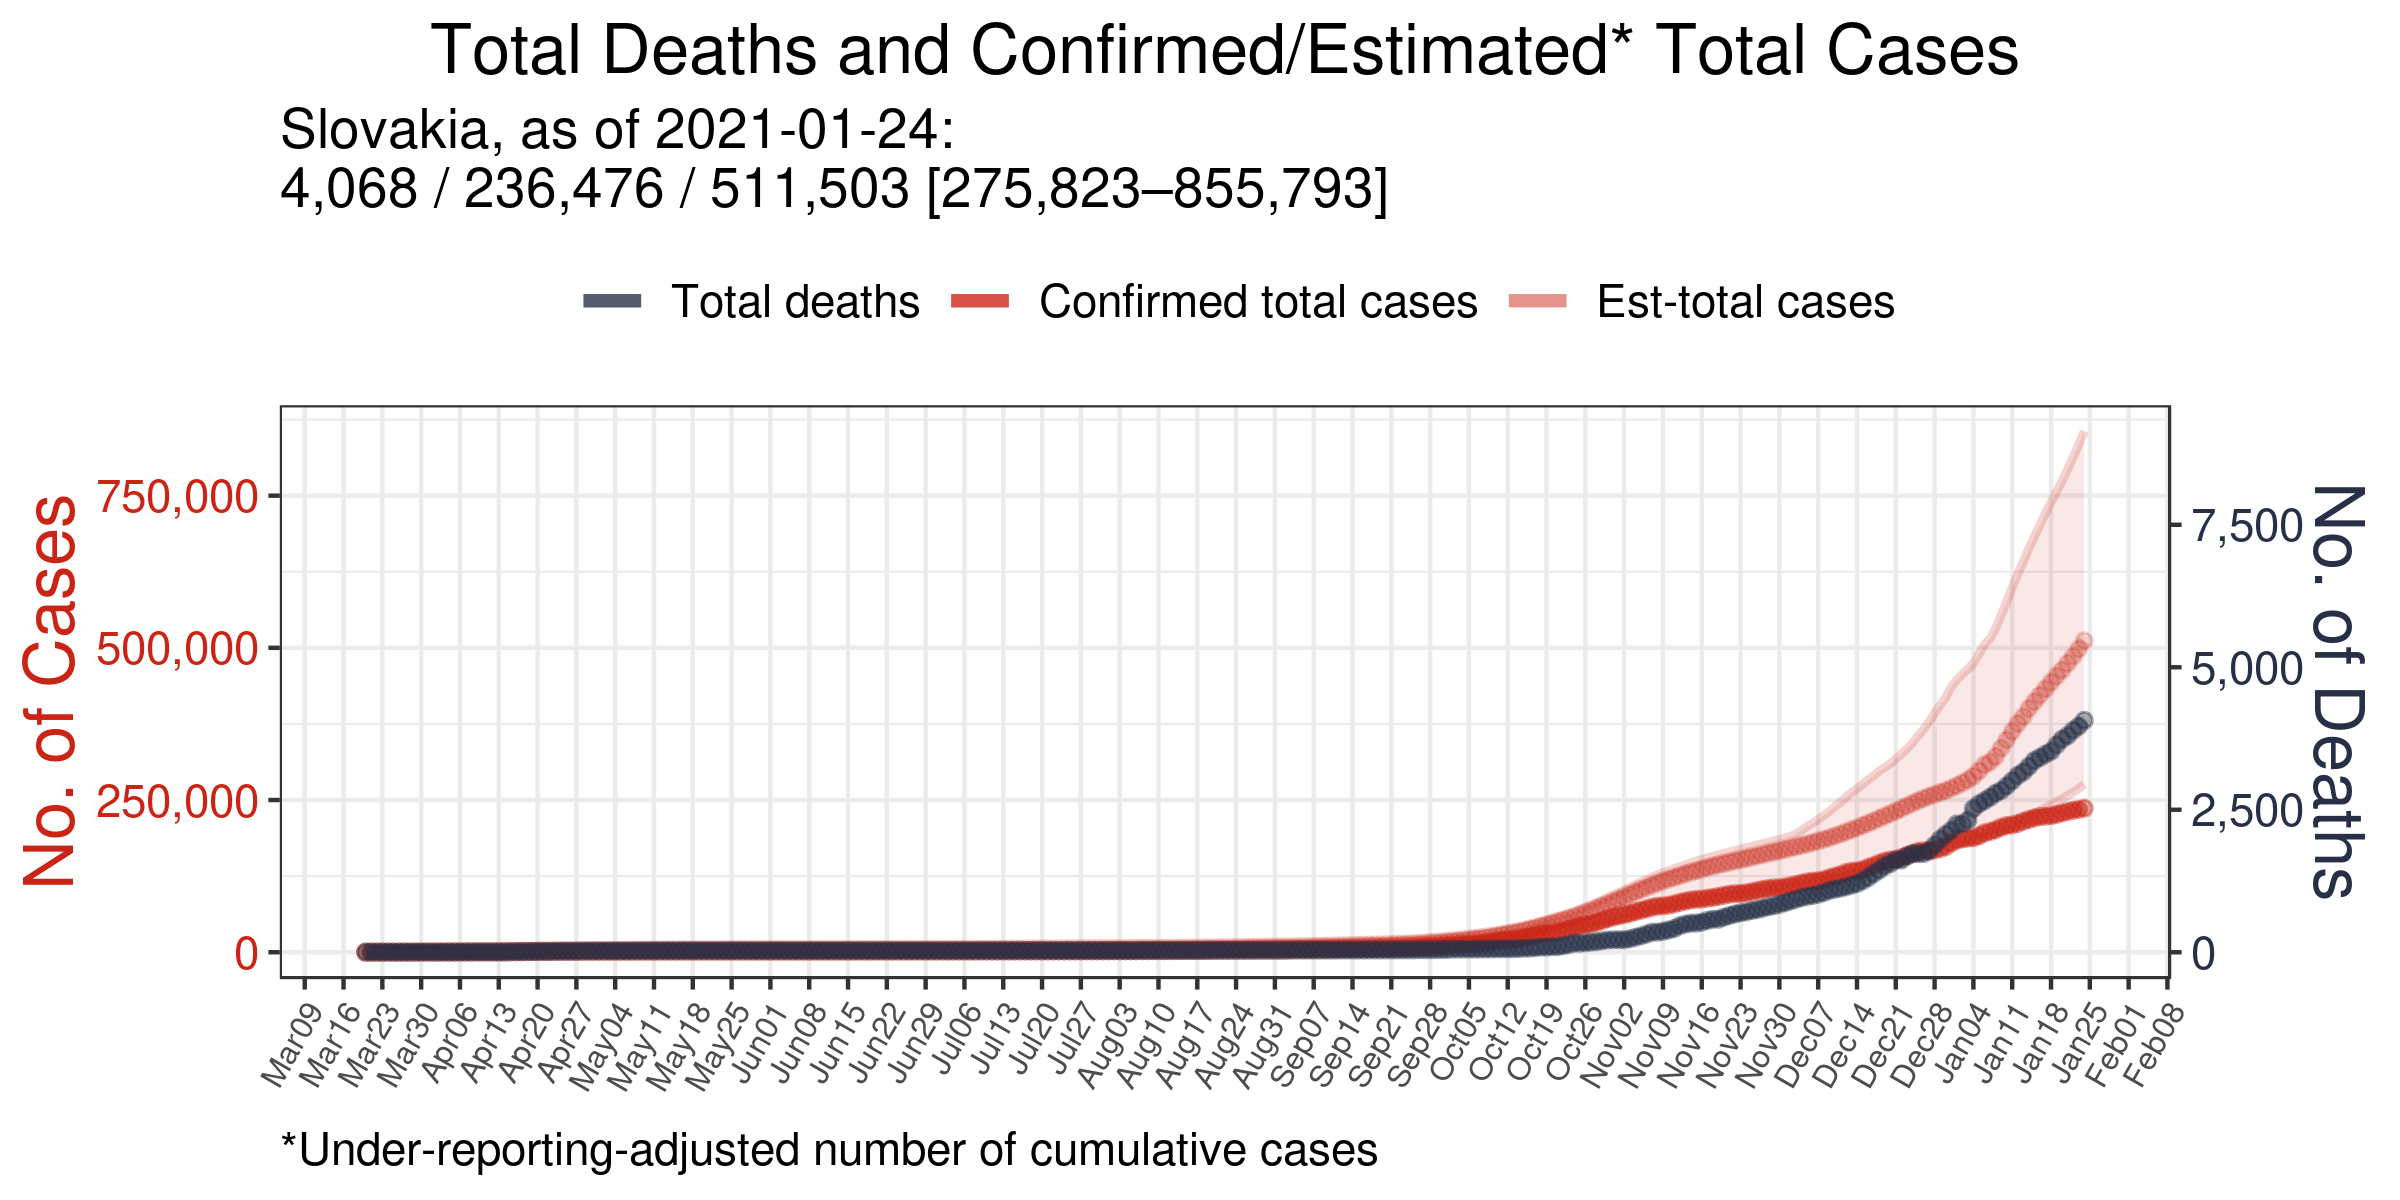 Total Deaths and Confirmed/Estimated* Total Cases
Slovakia, as of 2021-01-24:
4,068 / 236,476 / 511,503 [275,823–855,793]
Total deaths
Confirmed total cases
Est-total cases
No. of Cases
750,000
500,000
250,000
0
7,500
5,000
2,500
0
No. of Deaths
Mar09
Mar16
Mar23
Mar30
Apr06
Apr13
Apr20
Apr27
May04
May11
May18
May25
Jun01
Jun08
Jun15
Jun22
Jun29
Jul06
Jul13
Jul20
Jul27
Aug03
Aug10
Aug17
Aug24
Aug31
Sep07
Sep14
Sep21
Sep28
Oct05
Oct12
Oct19
Oct26
Nov02
Nov09
Nov16
Nov23
Nov30
Dec07
Dec14
Dec21
Dec28
Jan04
Jan11
Jan18
Jan25
Feb01
Feb08
*Under-reporting-adjusted number of cumulative cases